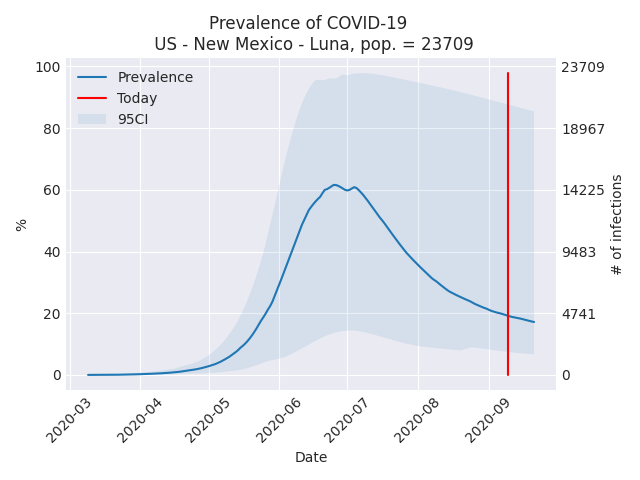 Prevalence of COVID-19
US - New Mexico - Luna, pop. = 23709
Prevalence
Today
95CI
100
80
60
40
20
0
%
23709
18967
14225
9483
4741
0
# of infections
2020-03
2020-04
2020-05
2020-06
2020-07
2020-08
2020-09
Date